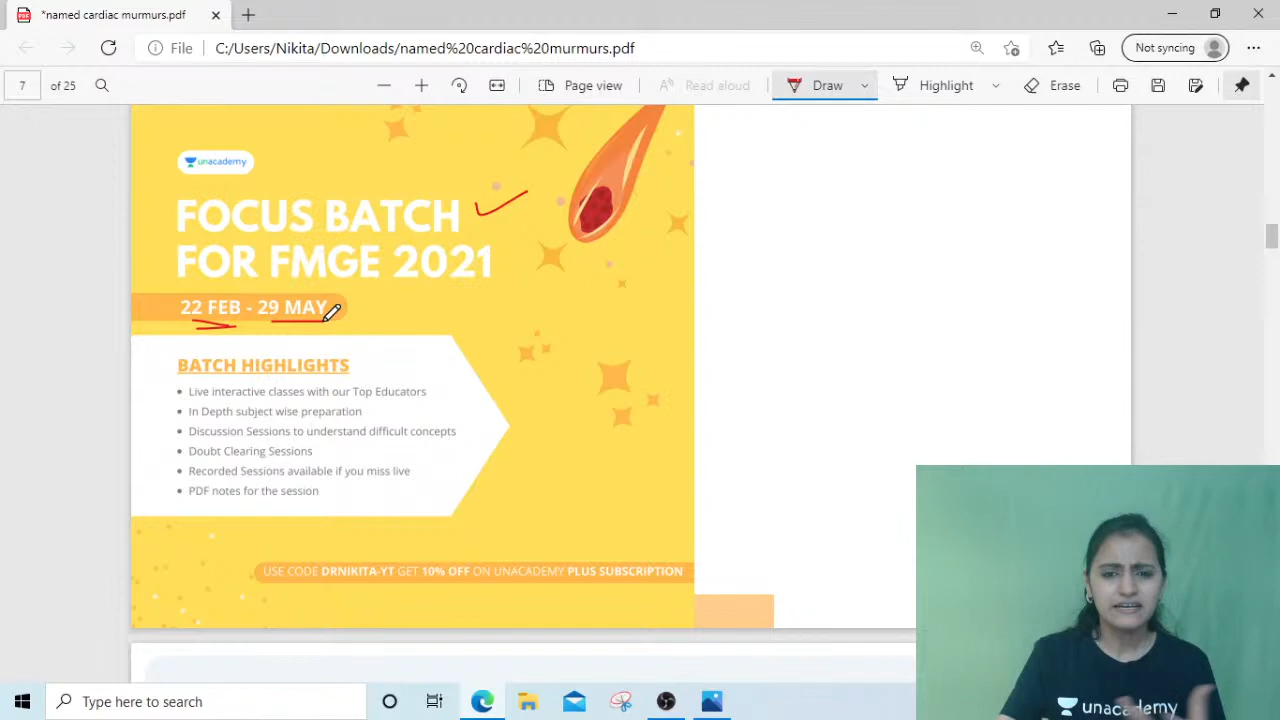 *named cardiac murmurs.pdf
File
C:/Users/Nikita/Downloads/named%20cardiac%20murmurs.pdf
Not syncing
7 of 25
Page view
Read aloud
Draw
Highlight
Erase
unacademy
FOCUS BATCH
FOR FMGE 2021
22 FEB - 29 MAY
BATCH HIGHLIGHTS
• Live interactive classes with our Top Educators
• In Depth subject wise preparation
• Discussion Sessions to understand difficult concepts
• Doubt Clearing Sessions
• Recorded Sessions available if you miss live
• PDF notes for the session
USE CODE DRNIKITA-YT GET 10% OFF ON UNACADEMY PLUS SUBSCRIPTION
unacademy
Type here to search